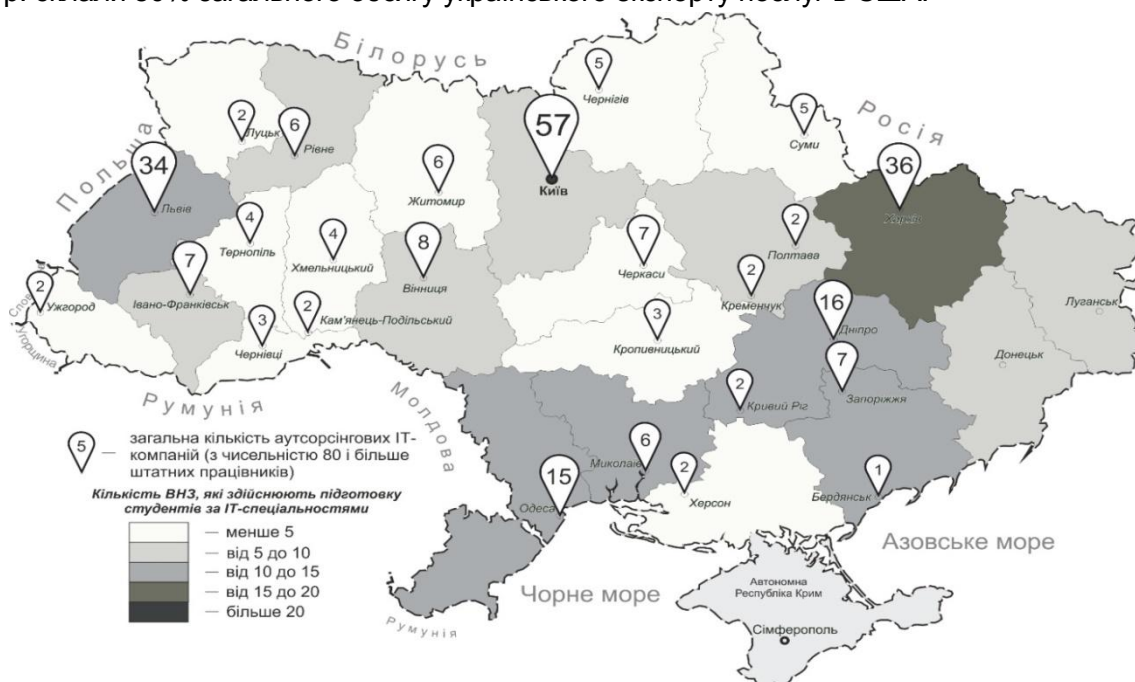 Білорусь
5
Чернігів
5
Суми
Росія
Польща
2
Луцьк
6
Рівне
57
Київ
34
Львів
6
Житомир
36
Харків
4
Тернопіль
4
Хмельницький
8
Вінниця
7
Черкаси
2
Полтава
2
Кременчук
7
Івано-Франківськ
2
Ужгород
Угорщина
3
Чернівці
2
Кам'янець-Подільський
3
Кропивницький
16
Дніпро
7
Запоріжжя
2
Кривий Ріг
Луганськ
Донецьк
Румунія
Молдова
6
Миколаїв
15
Одеса
2
Херсон
1
Бердянськ
5
— загальна кількість аутсорсінгових ІТ-
компаній (з чисельністю 80 і більше
штатних працівників)
Кількість ВНЗ, які здійснюють підготовку
студентів за ІТ-спеціальностями
— менше 5
— від 5 до 10
— від 10 до 15
— від 15 до 20
— більше 20
Румунія
Чорне море
Азовське море
Автономна
Республіка Крим
Сімферополь